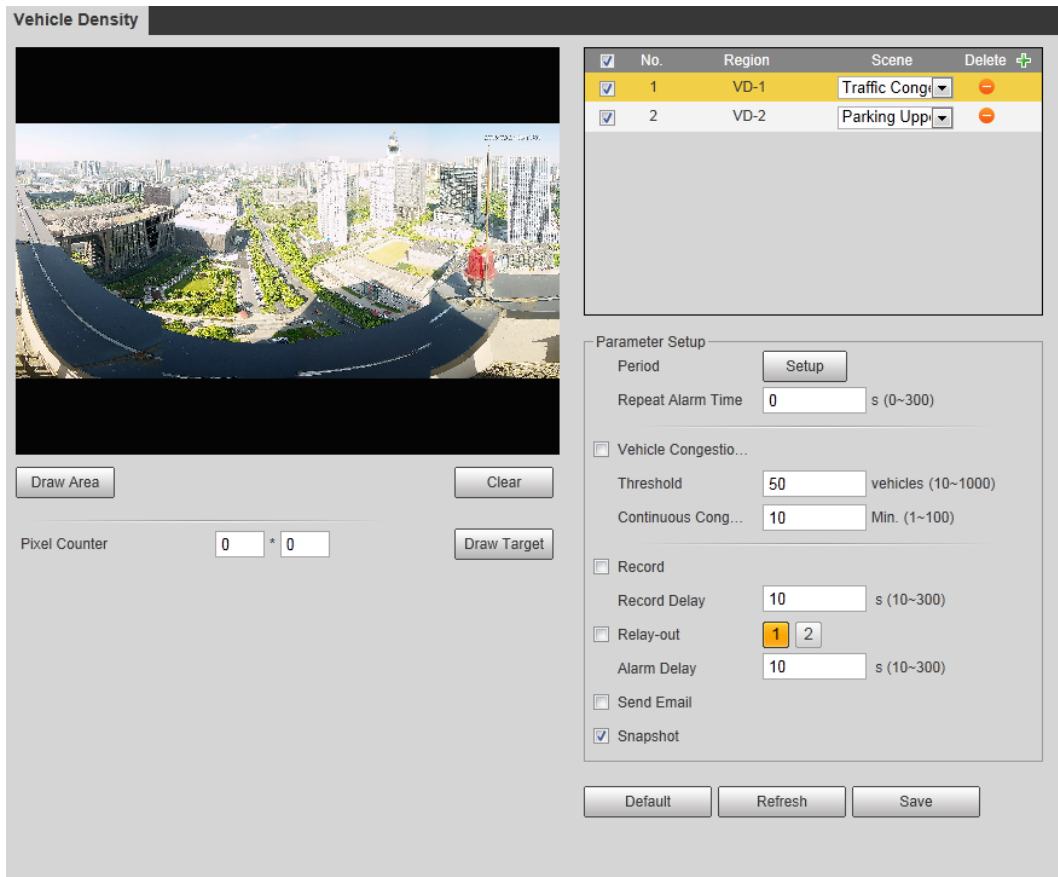 Vehicle Density
No. Region Scene Delete
1 VD-1 Traffic Conge
2 VD-2 Parking Upp
Parameter Setup
Period Setup
Repeat Alarm Time 0 s (0~300)
Vehicle Congestio...
Threshold 50 vehicles (10~1000)
Continuous Cong... 10 Min. (1~100)
Record
Record Delay 10 s (10~300)
Relay-out 1 2
Alarm Delay 10 s (10~300)
Send Email
Snapshot
Default Refresh Save
Draw Area Clear
Pixel Counter 0 * 0 Draw Target